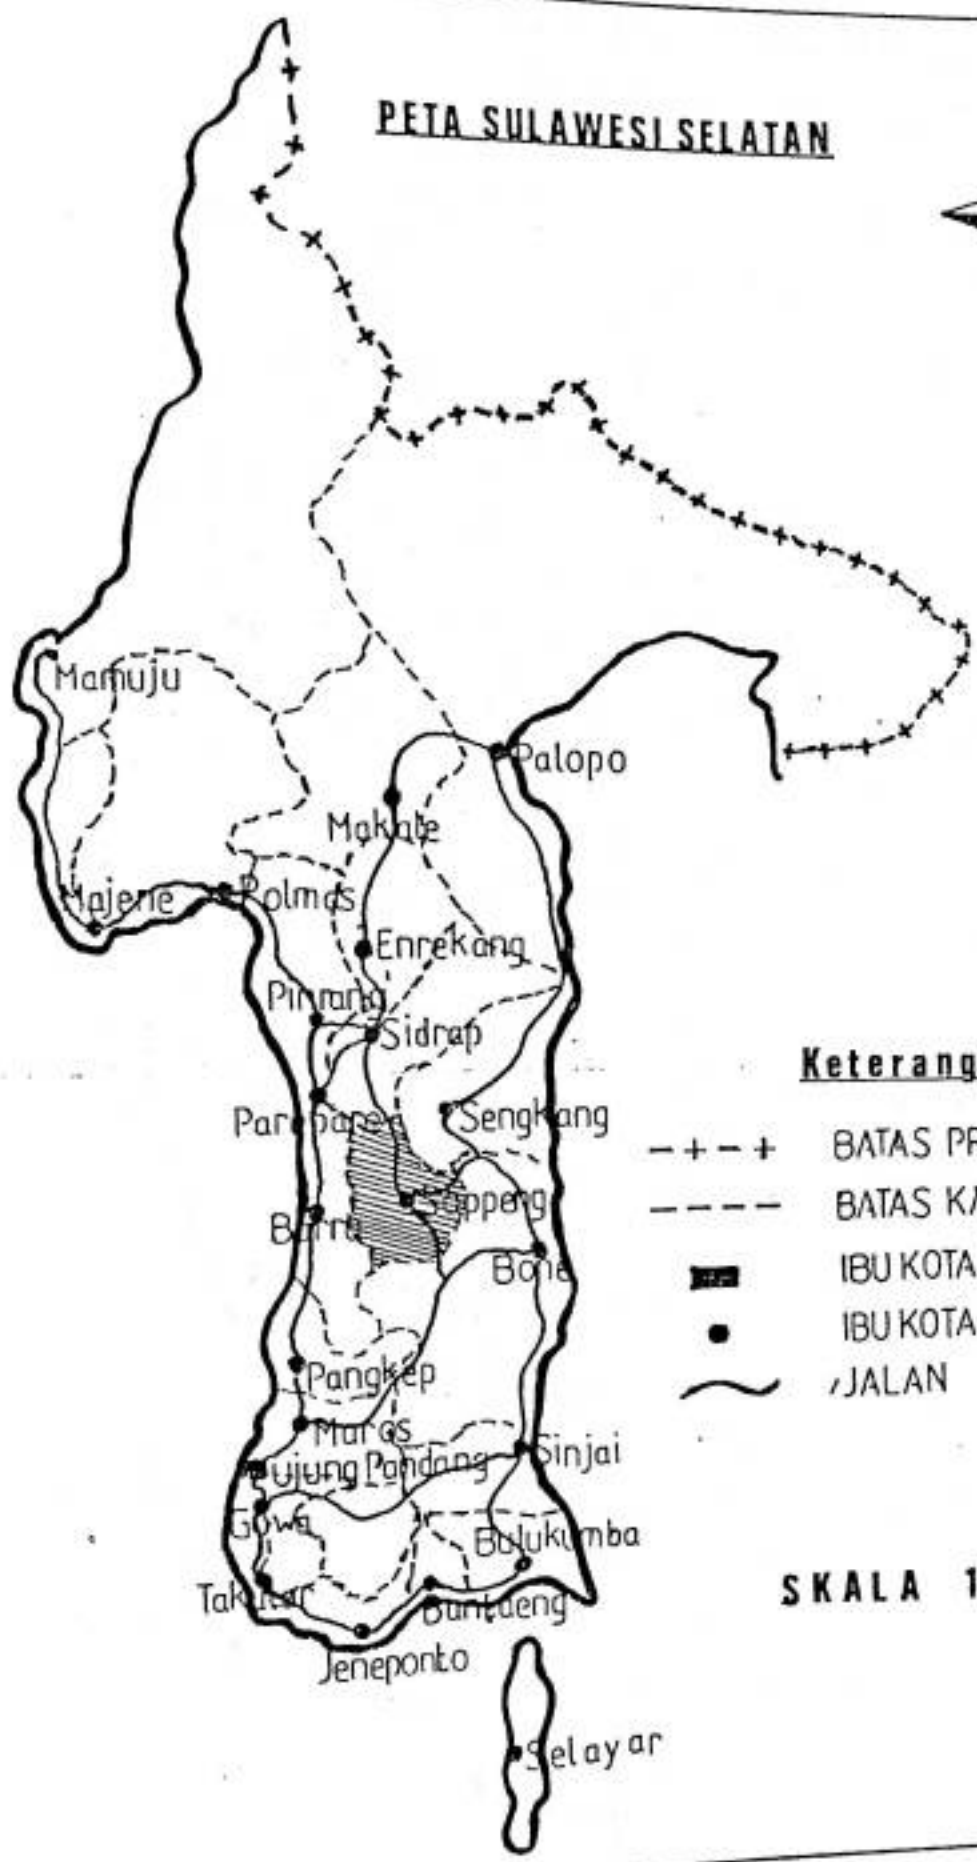 PETA SULAWESI SELATAN
Mamuju
Palopo
Makale
Majene
Polmas
Enrekang
Pinrang
Sidrap
Keterang
Parepare
Sengkang
- + - + - + BATAS PR
- - - - BATAS KA
Soppeng
Barru
Bone
IBU KOTA
IBU KOTA
JALAN
Pangkep
Maros
Ujung Pandang
Sinjai
Gowa
Bulukumba
SKALA 1
Takalar
Bantaeng
Jeneponto
Selayar